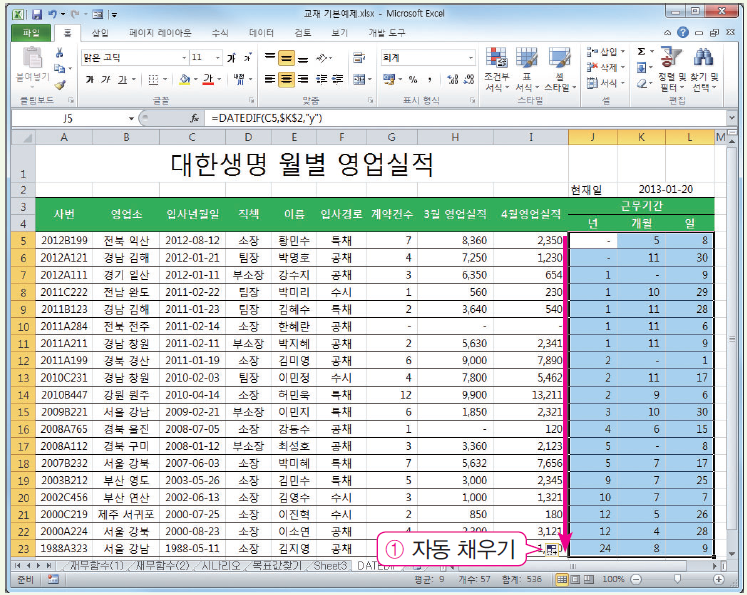 교재 기본예제.xlsx - Microsoft Excel
파일 홈 삽입 페이지 레이아웃 수식 데이터 검토 보기 개발 도구
붙여넣기 맑은 고딕 11 가 가 회계 조건부 서식 표 서식 셀 스타일 삽입 삭제 서식 정렬 및 필터 찾기 및 선택
클립보드 글꼴 맞춤 표시 형식 스타일 셀 편집
J5 fx =DATEDIF(C5,$K$2,"y")
A B C D E F G H I J K L M
1 대한생명 월별 영업실적
2 현재일 2013-01-20
3 사번 영업소 입사년월일 직책 이름 입사경로 계약건수 3월 영업실적 4월영업실적 근무기간
4 년 개월 일
5 2012B199 전북 익산 2012-08-12 소장 황민수 특채 7 8,360 2,350 - 5 8
6 2012A121 경남 김해 2012-01-21 팀장 박명호 공채 4 7,250 1,230 - 11 30
7 2012A111 경기 일산 2012-01-11 부소장 강수지 공채 3 6,350 654 1 - 9
8 2011C222 전남 완도 2011-02-22 팀장 박미리 수시 1 560 230 1 10 29
9 2011B123 경남 김해 2011-01-23 팀장 김혜수 특채 2 3,640 540 1 11 28
10 2011A284 전북 전주 2011-02-14 소장 한혜란 공채 - - - 1 11 6
11 2011A211 경남 창원 2011-02-11 부소장 박지혜 공채 2 5,630 2,341 1 11 9
12 2011A199 경북 경산 2011-01-19 소장 김미영 공채 6 9,000 7,890 2 - 1
13 2010C231 경남 창원 2010-02-03 팀장 이민정 수시 4 7,800 5,462 2 11 17
14 2010B447 강원 원주 2010-04-14 소장 허민욱 특채 12 9,900 13,211 2 9 6
15 2009B221 서울 강남 2009-02-21 부소장 이민지 특채 6 1,850 2,321 3 10 30
16 2008A765 경북 울진 2008-07-05 소장 강동수 공채 1 - 120 4 6 15
17 2008A112 경북 구미 2008-01-12 부소장 최성호 공채 3 3,360 2,123 5 - 8
18 2007B232 서울 강북 2007-06-03 소장 박미혜 특채 7 5,632 7,656 5 7 17
19 2003B212 부산 영도 2003-05-26 소장 김민수 특채 5 3,000 2,345 9 7 25
20 2002C456 부산 연산 2002-06-13 소장 김영수 수시 3 1,000 1,321 10 7 7
21 2000C219 제주 서귀포 2000-07-25 소장 이진혁 수시 2 850 180 12 5 26
22 2000A224 서울 강북 2000-08-23 소장 이소연 공채 12 4 28
23 1988A323 서울 강남 1988-05-11 소장 김지영 공채 24 8 9
① 자동 채우기
재무함수(1) 재무함수(2) 시나리오 목표값찾기 Sheet3 DATEDIF
준비 평균: 9 개수: 57 합계: 536 100%